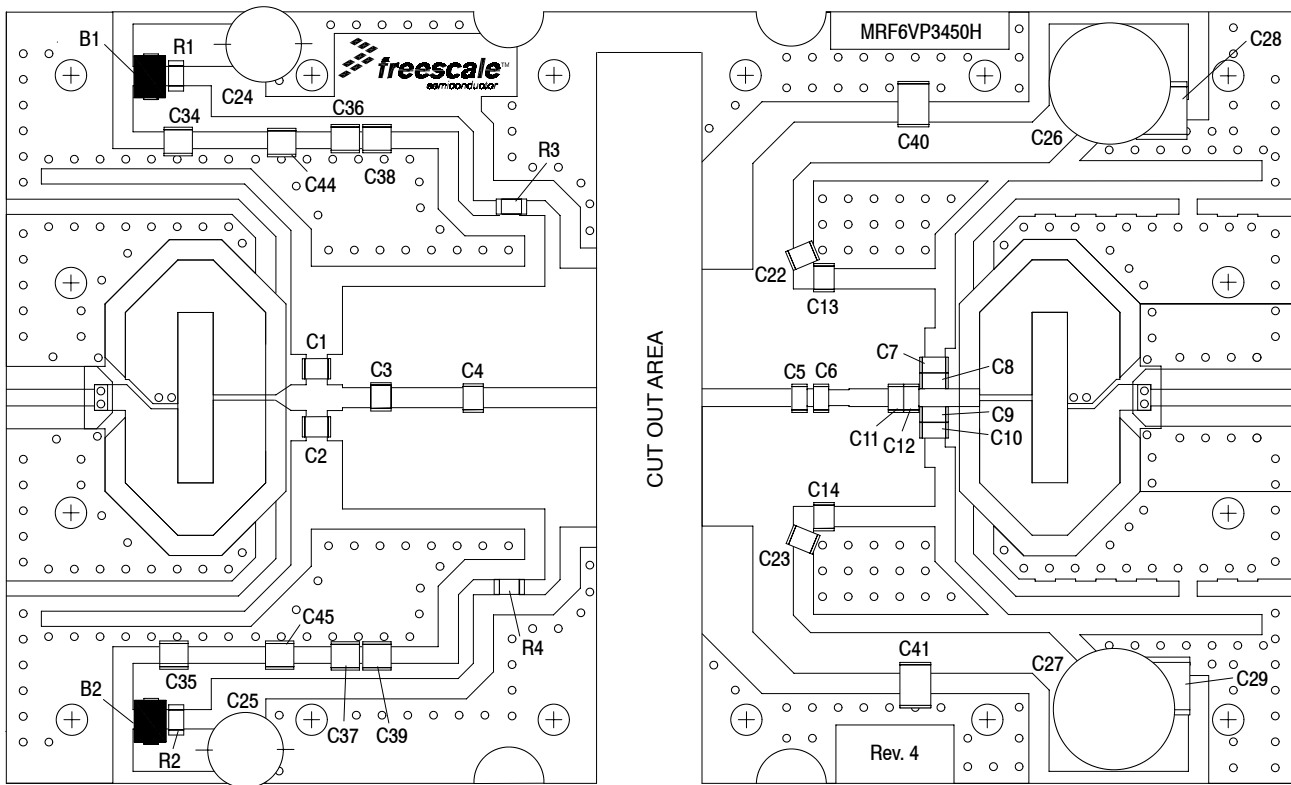 B1
R1
C24
freescale™
semiconductor
MRF6VP3450H
C28
C34
C36
C44
C38
R3
C40
C26
C22
C13
C1
C3
C4
C2
CUT OUT AREA
C5
C6
C7
C8
C11
C12
C9
C10
C14
C23
C45
R4
C35
B2
R2
C25
C37
C39
C41
C27
C29
Rev. 4